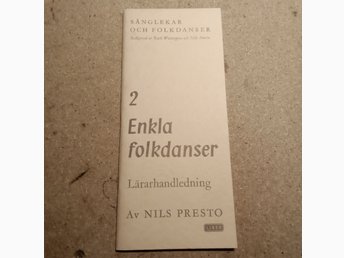 SÅNGLEKAR
OCH FOLKDANSER
2
Enkla
folkdanser
Lärarhandledning
Av NILS PRESTO
LIBER